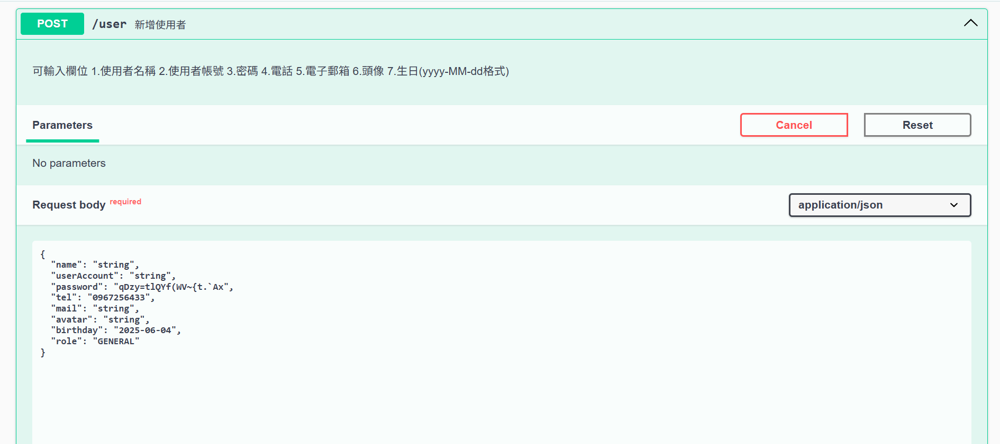 POST /user 新增使用者
可輸入欄位 1.使用者名稱 2.使用者帳號 3.密碼 4.電話 5.電子郵箱 6.頭像 7.生日(yyyy-MM-dd格式)
Parameters Cancel Reset
No parameters
Request body required application/json
{
  "name": "string",
  "userAccount": "string",
  "password": "qDzy=tlQYf(WV~{t.`Ax",
  "tel": "0967256433",
  "mail": "string",
  "avatar": "string",
  "birthday": "2025-06-04",
  "role": "GENERAL"
}